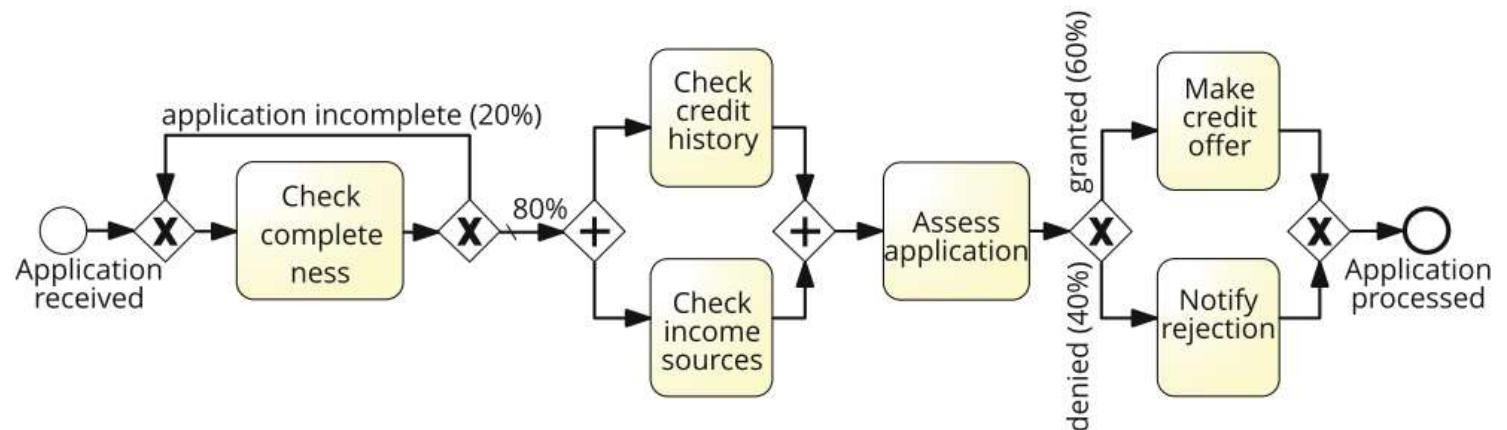 Application
received
application incomplete (20%)
Check
complete
ness
80%
Check
credit
history
Check
income
sources
Assess
application
granted (60%)
denied (40%)
Make
credit
offer
Notify
rejection
Application
processed